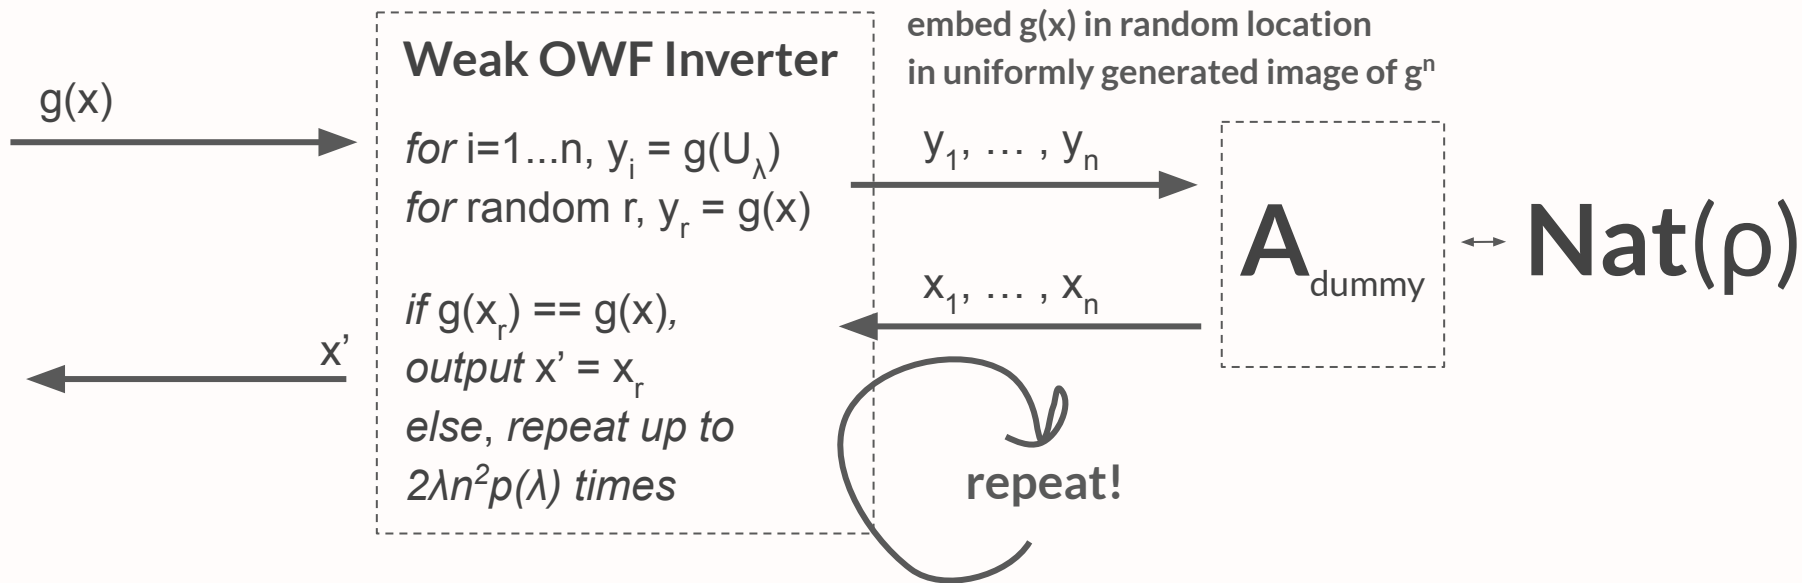 embed g(x) in random location
in uniformly generated image of gⁿ
Weak OWF Inverter
g(x)
for i=1...n, yᵢ = g(U_λ)
for random r, yᵣ = g(x)
y₁, … , yₙ
A_dummy
Nat(ρ)
x₁, … , xₙ
if g(xᵣ) == g(x),
output x’ = xᵣ
else, repeat up to
2λn²p(λ) times
x’
repeat!